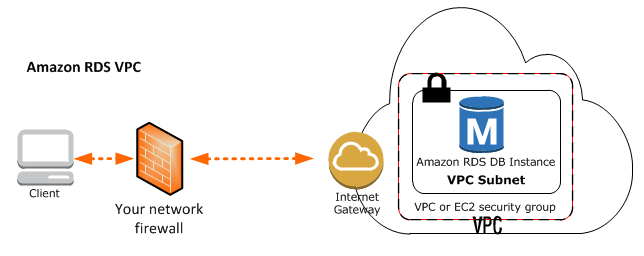 Amazon RDS VPC
Client
Your network
firewall
Internet
Gateway
M
Amazon RDS DB Instance
VPC Subnet
VPC or EC2 security group
VPC